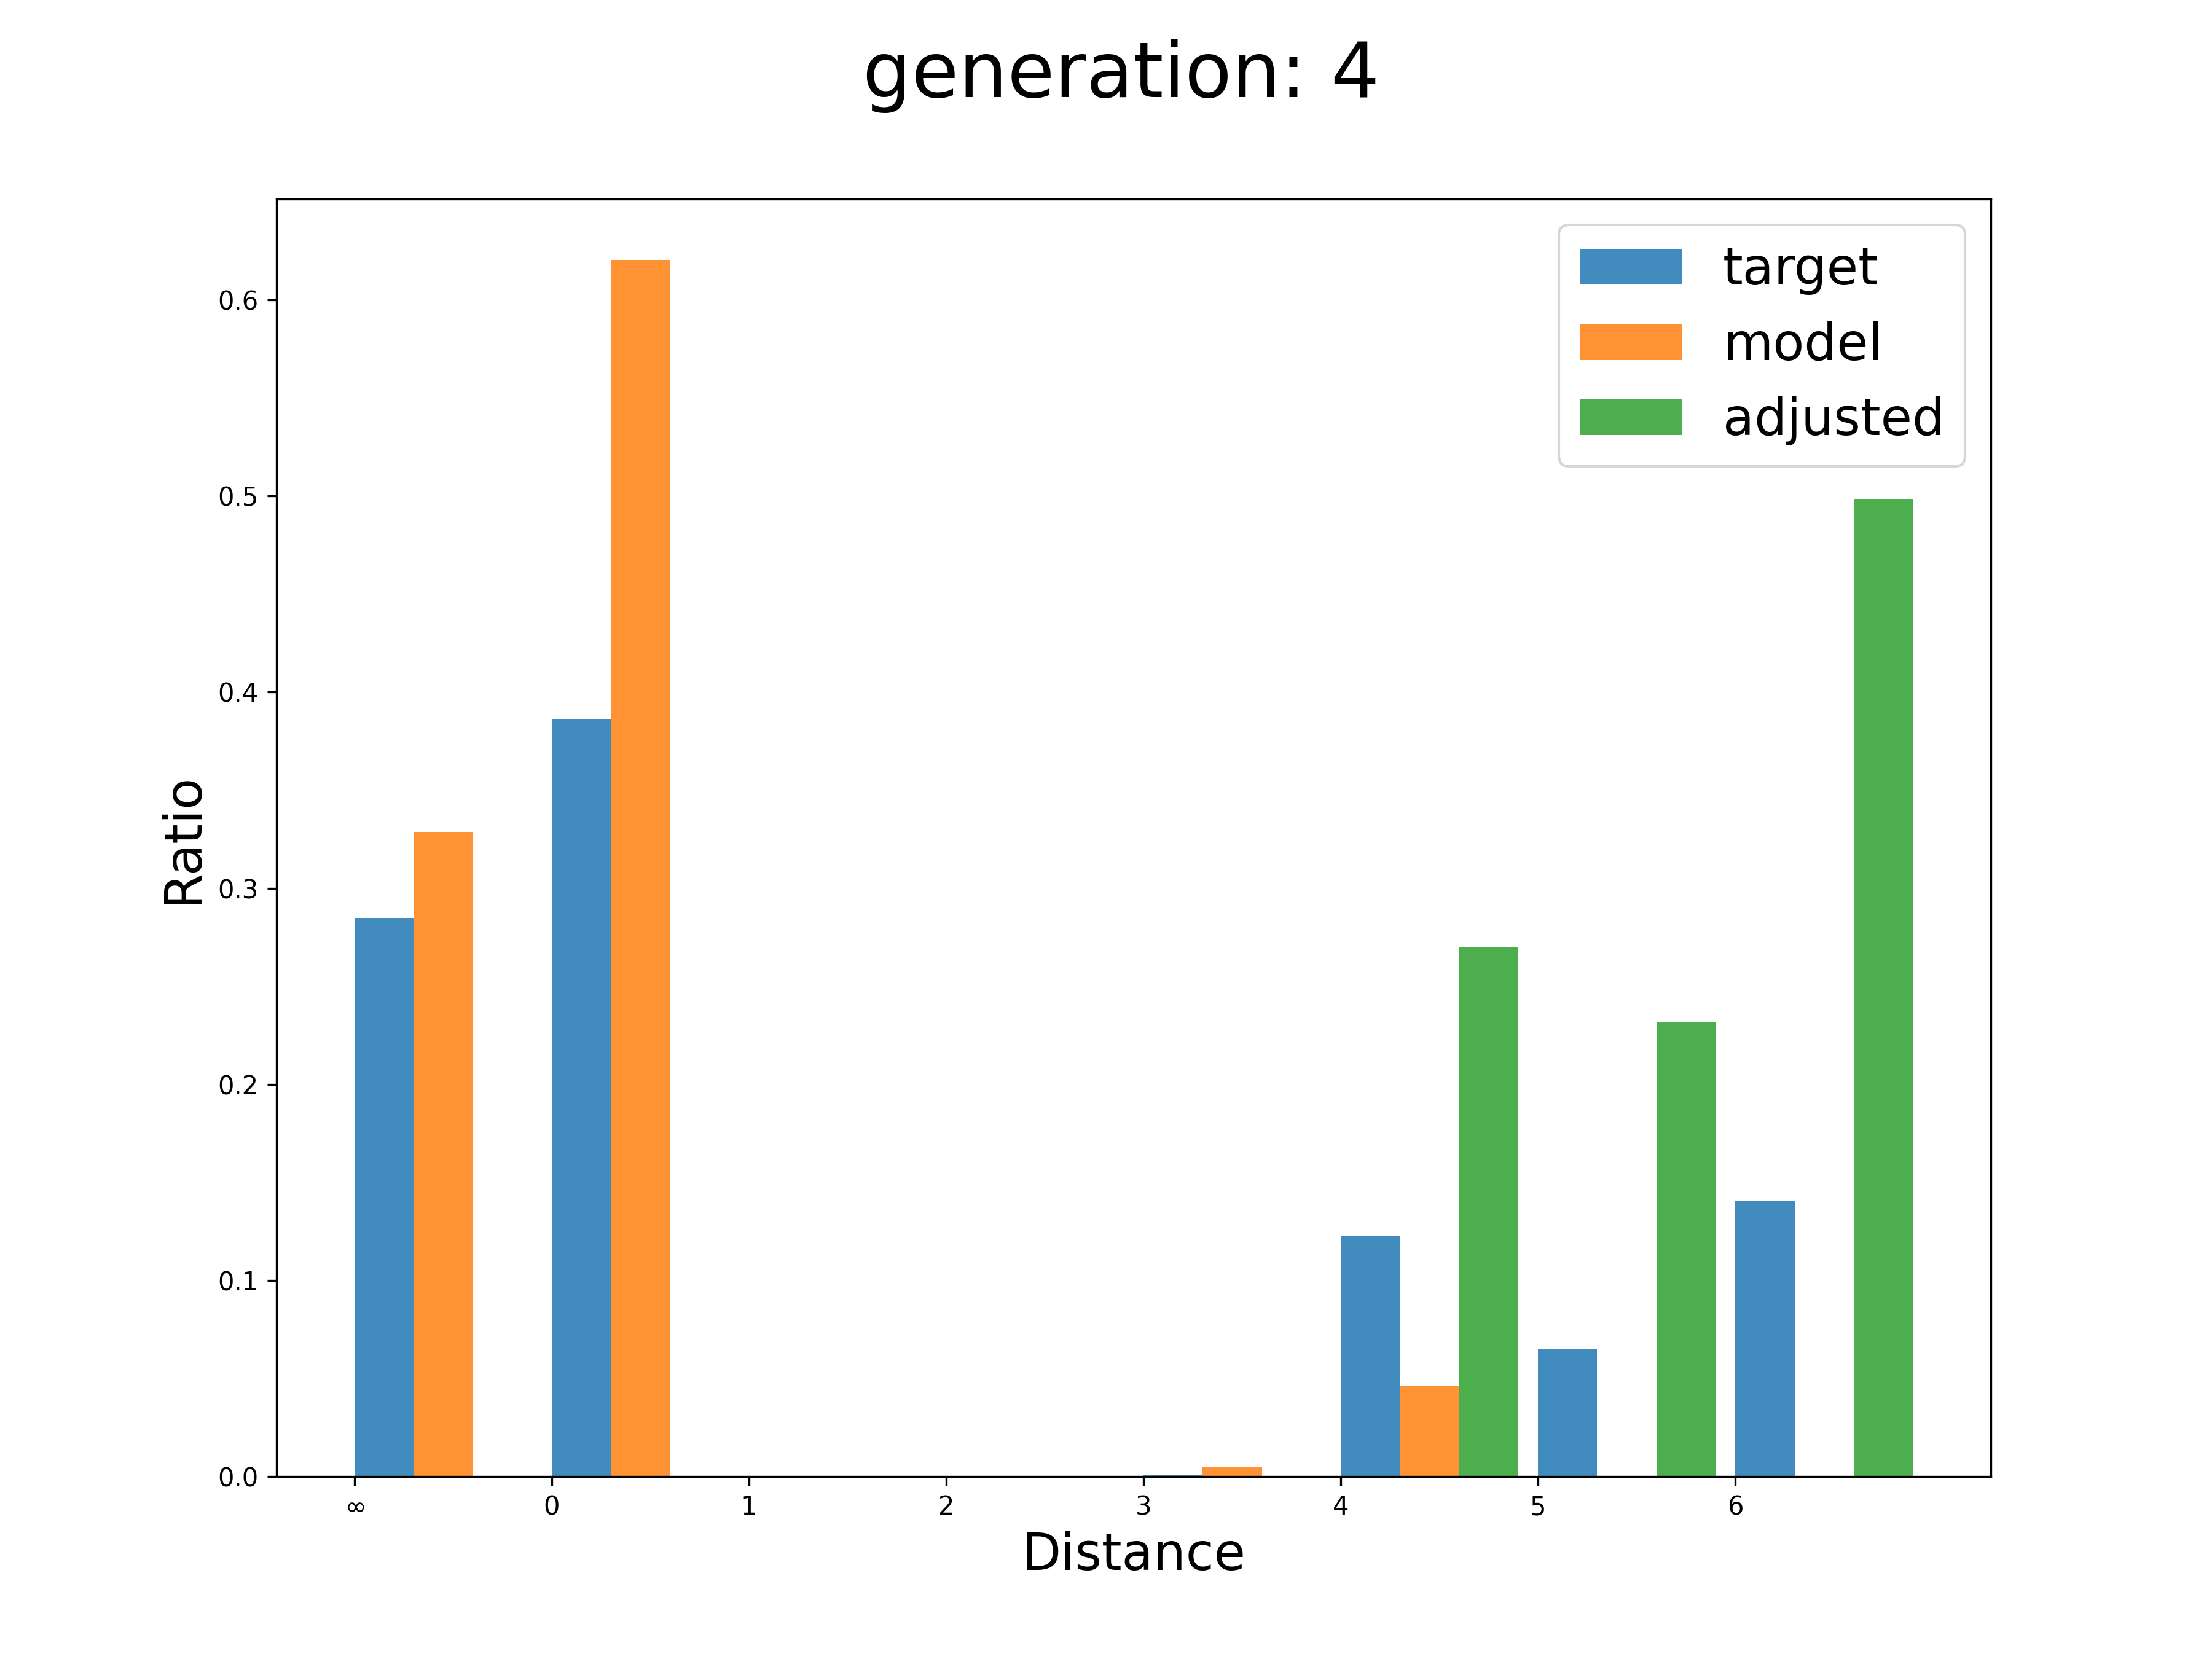 generation: 4
target
model
adjusted
Ratio
0.6
0.5
0.4
0.3
0.2
0.1
0.0
∞ 0 1 2 3 4 5 6
Distance